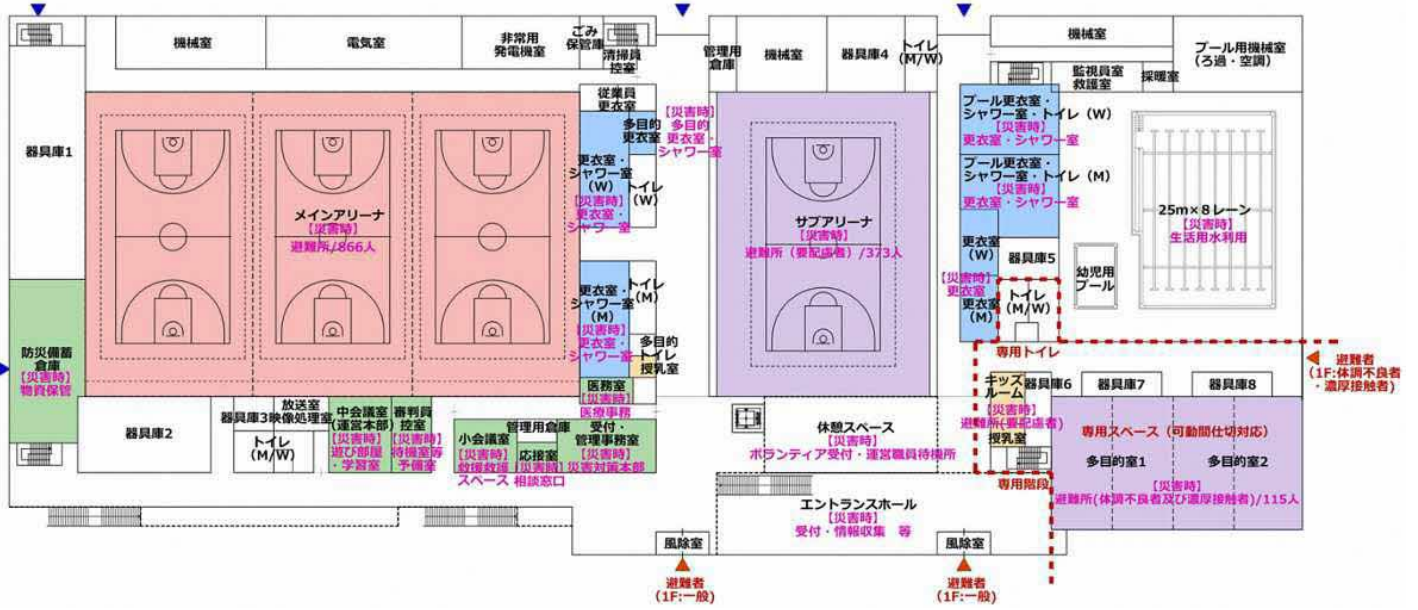 機械室
電気室
非常用
発電機室
ごみ
保管庫
清掃員
控室
管理用
倉庫
機械室
器具庫4
トイレ
(M/W)
機械室
プール用機械室
(ろ過・空調)
監視員室
救護室
採暖室
従業員
更衣室
多目的
更衣室
【災害時】
多目的
更衣室・
シャワー室
プール更衣室・
シャワー室・トイレ（W）
【災害時】
更衣室・シャワー室
プール更衣室・
シャワー室・トイレ（M）
【災害時】
更衣室・シャワー室
器具庫1
更衣室・
シャワー室
(W)
【災害時】
更衣室・
シャワー室
トイレ
(W)
メインアリーナ
【災害時】
避難所/866人
サブアリーナ
【災害時】
避難所（要配慮者）/373人
25m×8レーン
【災害時】
生活用水利用
更衣室
(W)
【災害時】
更衣室
更衣室
(M)
器具庫5
幼児用
プール
トイレ
(M/W)
専用トイレ
更衣室・
シャワー室
(M)
【災害時】
更衣室・
シャワー室
トイレ
(M)
多目的
トイレ
授乳室
防災備蓄
倉庫
【災害時】
物資保管
医務室
【災害時】
医療事務
避難者
(1F:体調不良者
・濃厚接触者)
キッズ
ルーム
【災害時】
避難所(要配慮者)
授乳室
器具庫6
器具庫7
器具庫8
器具庫2
器具庫3
放送室
映像処理室
トイレ
(M/W)
中会議室
(運営本部)
【災害時】
遊び部屋
・学習室
審判員
控室
【災害時】
待機室等
予備室
管理用倉庫
小会議室
【災害時】
救援救護
スペース
応接室
【災害時】
相談窓口
受付・
管理事務室
【災害時】
災害対策本部
休憩スペース
【災害時】
ボランティア受付・運営職員待機所
専用スペース（可動間仕切対応）
多目的室1
多目的室2
【災害時】
避難所(体調不良者及び濃厚接触者)/115人
専用階段
エントランスホール
【災害時】
受付・情報収集 等
風除室
風除室
避難者
(1F:一般)
避難者
(1F:一般)